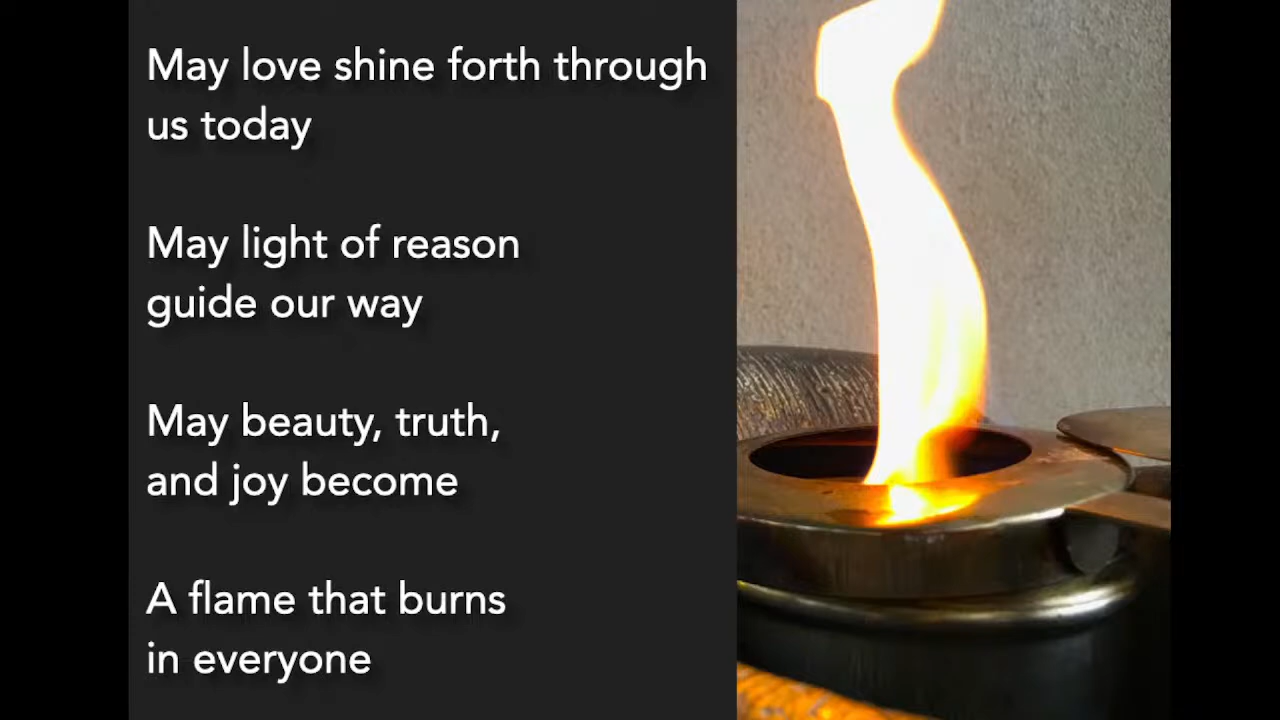 May love shine forth through
us today
May light of reason
guide our way
May beauty, truth,
and joy become
A flame that burns
in everyone